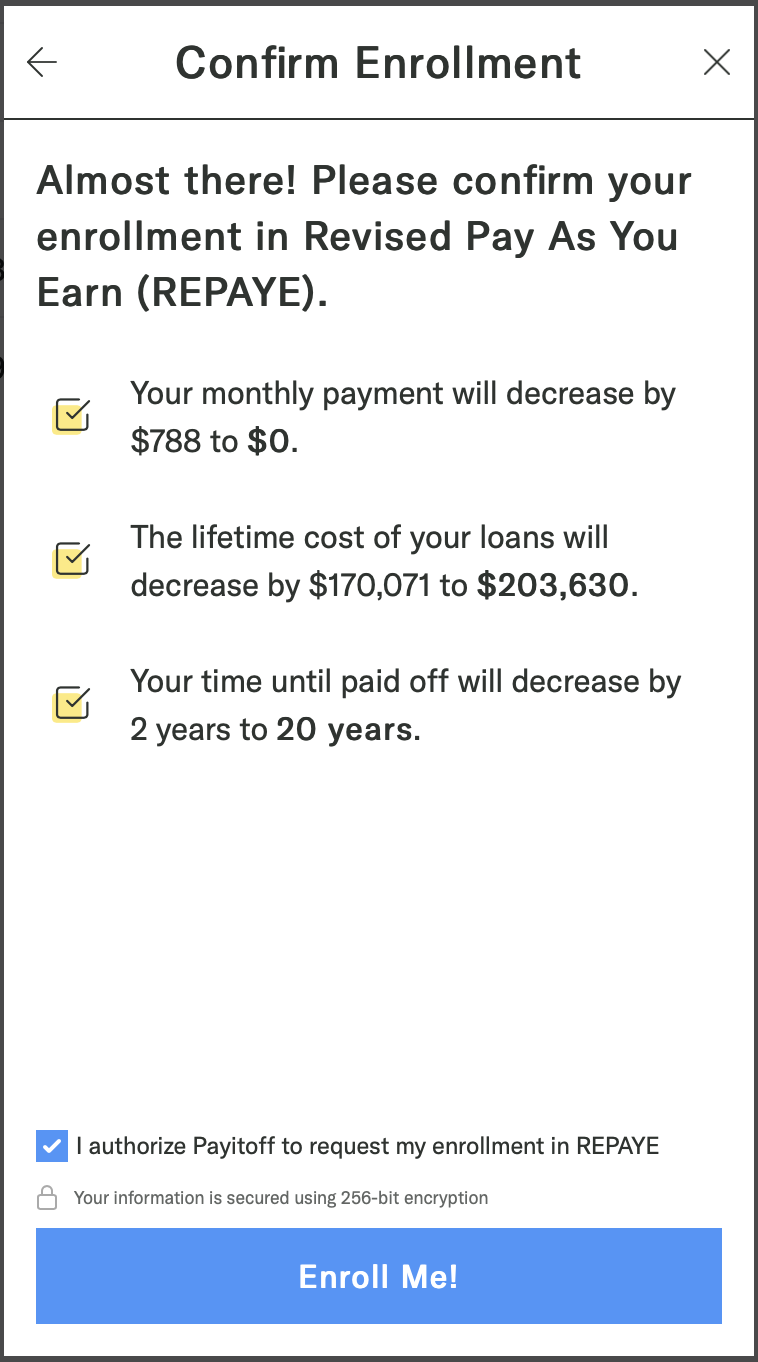 Confirm Enrollment
Almost there! Please confirm your
enrollment in Revised Pay As You
Earn (REPAYE).
Your monthly payment will decrease by
$788 to $0.
The lifetime cost of your loans will
decrease by $170,071 to $203,630.
Your time until paid off will decrease by
2 years to 20 years.
I authorize Payitoff to request my enrollment in REPAYE
Your information is secured using 256-bit encryption
Enroll Me!